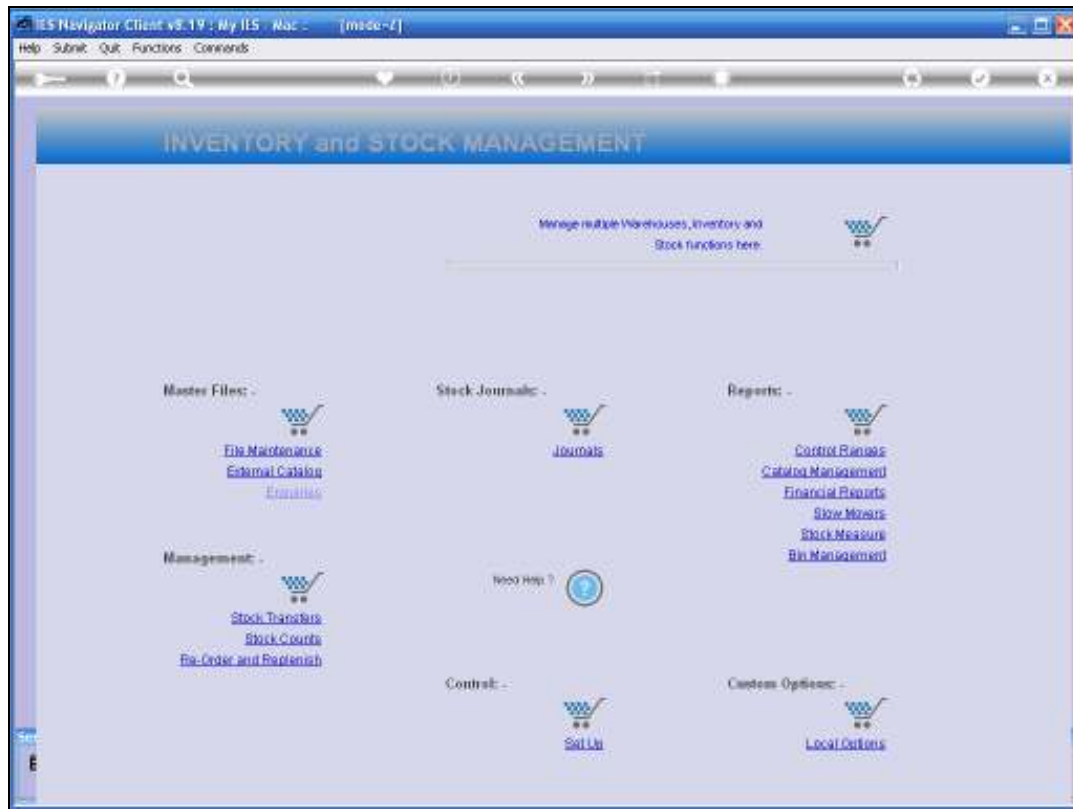 IES Navigator Client v8.19 : My IES - Mac :      [mode-Z]
Help Submit Quit Functions Commands
INVENTORY and STOCK MANAGEMENT
Manage multiple Warehouses, Inventory and
Stock functions here.
Master Files: -
File Maintenance
External Catalog
Enquiries
Stock Journals: -
Journals
Reports: -
Control Ranges
Catalog Management
Financial Reports
Slow Movers
Stock Measure
Bin Management
Management: -
Stock Transfers
Stock Counts
Re-Order and Replenish
Need Help ?
Control: -
Set Up
Custom Options: -
Local Options